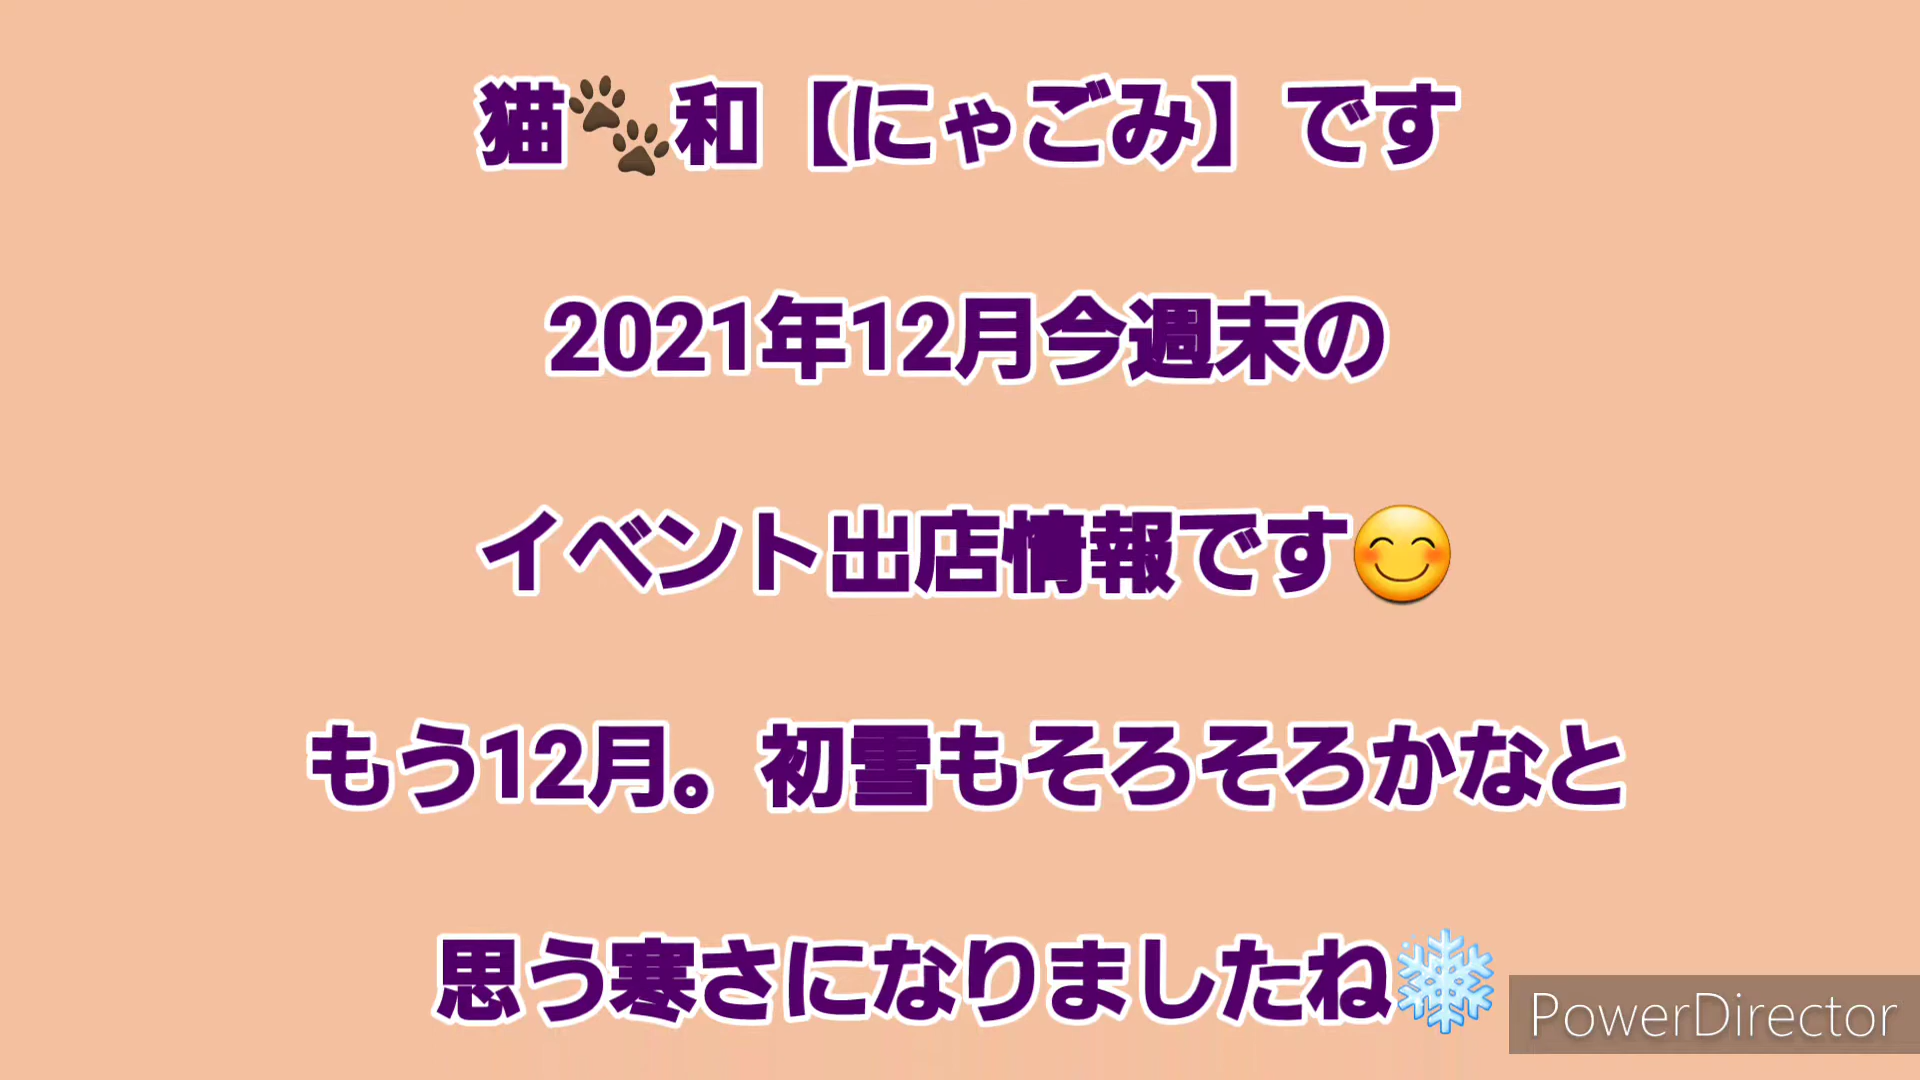 猫🐾和【にゃごみ】です
2021年12月今週末の
イベント出店情報です😊
もう12月。初雪もそろそろかなと
思う寒さになりましたね❄️
PowerDirector